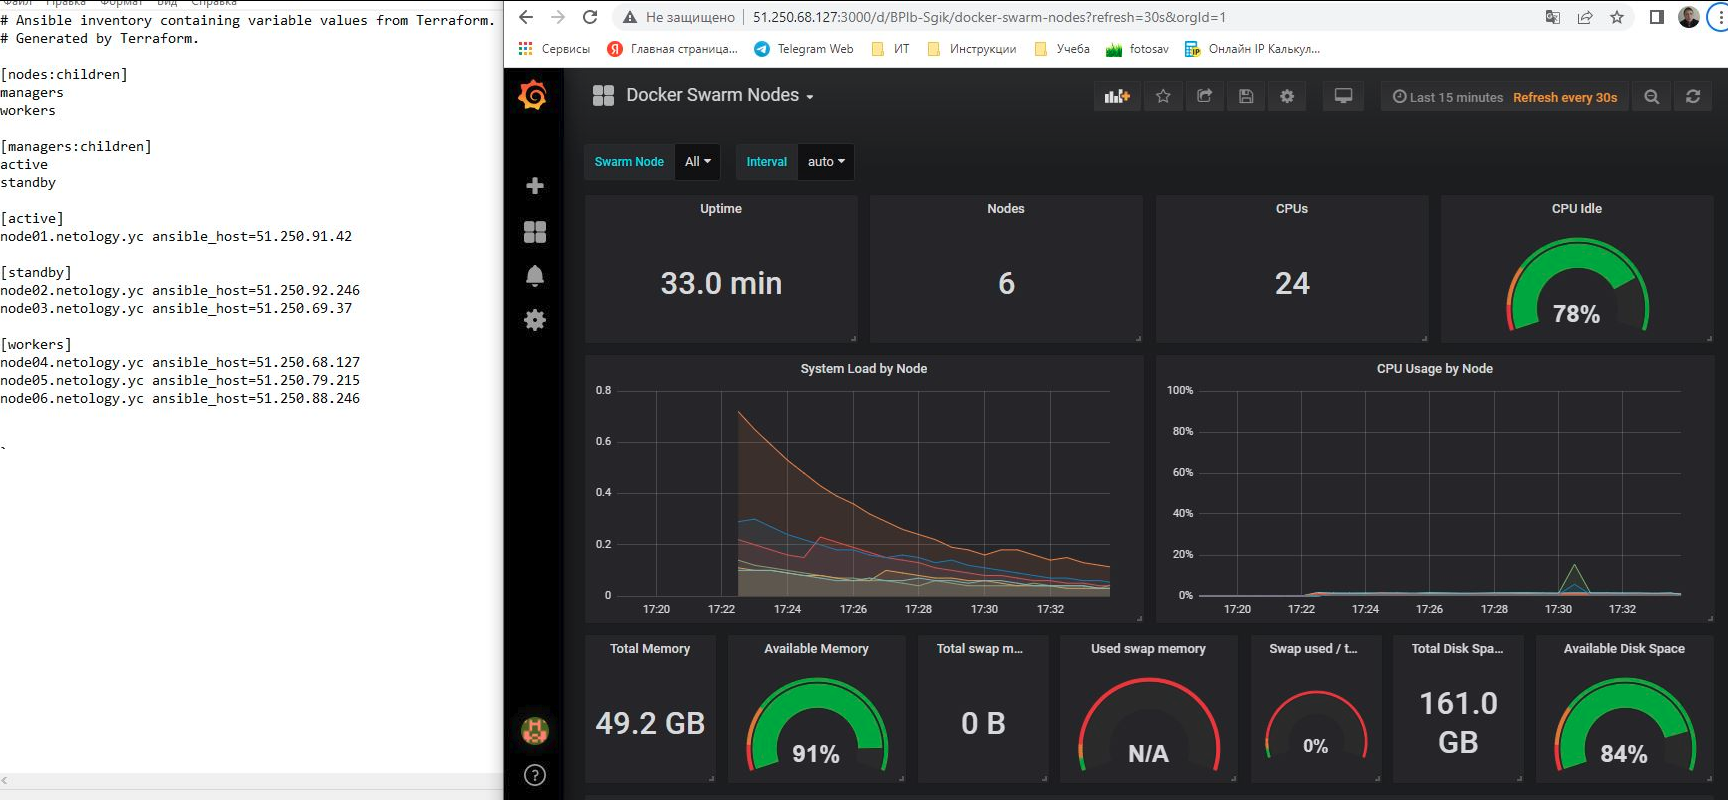 Файл Правка Формат Вид Справка
# Ansible inventory containing variable values from Terraform.
# Generated by Terraform.
[nodes:children]
managers
workers
[managers:children]
active
standby
[active]
node01.netology.yc ansible_host=51.250.91.42
[standby]
node02.netology.yc ansible_host=51.250.92.246
node03.netology.yc ansible_host=51.250.69.37
[workers]
node04.netology.yc ansible_host=51.250.68.127
node05.netology.yc ansible_host=51.250.79.215
node06.netology.yc ansible_host=51.250.88.246
`
Не защищено 51.250.68.127:3000/d/BPlb-Sgik/docker-swarm-nodes?refresh=30s&orgId=1
Сервисы Главная страница... Telegram Web ИТ Инструкции Учеба fotosav Онлайн IP Калькул...
Docker Swarm Nodes
Last 15 minutes Refresh every 30s
Swarm Node All Interval auto
Uptime
33.0 min
Nodes
6
CPUs
24
CPU Idle
78%
System Load by Node
0.8
0.6
0.4
0.2
0
17:20 17:22 17:24 17:26 17:28 17:30 17:32
CPU Usage by Node
100%
80%
60%
40%
20%
0%
17:20 17:22 17:24 17:26 17:28 17:30 17:32
Total Memory
49.2 GB
Available Memory
91%
Total swap m...
0 B
Used swap memory
N/A
Swap used / t...
0%
Total Disk Spa...
161.0
GB
Available Disk Space
84%